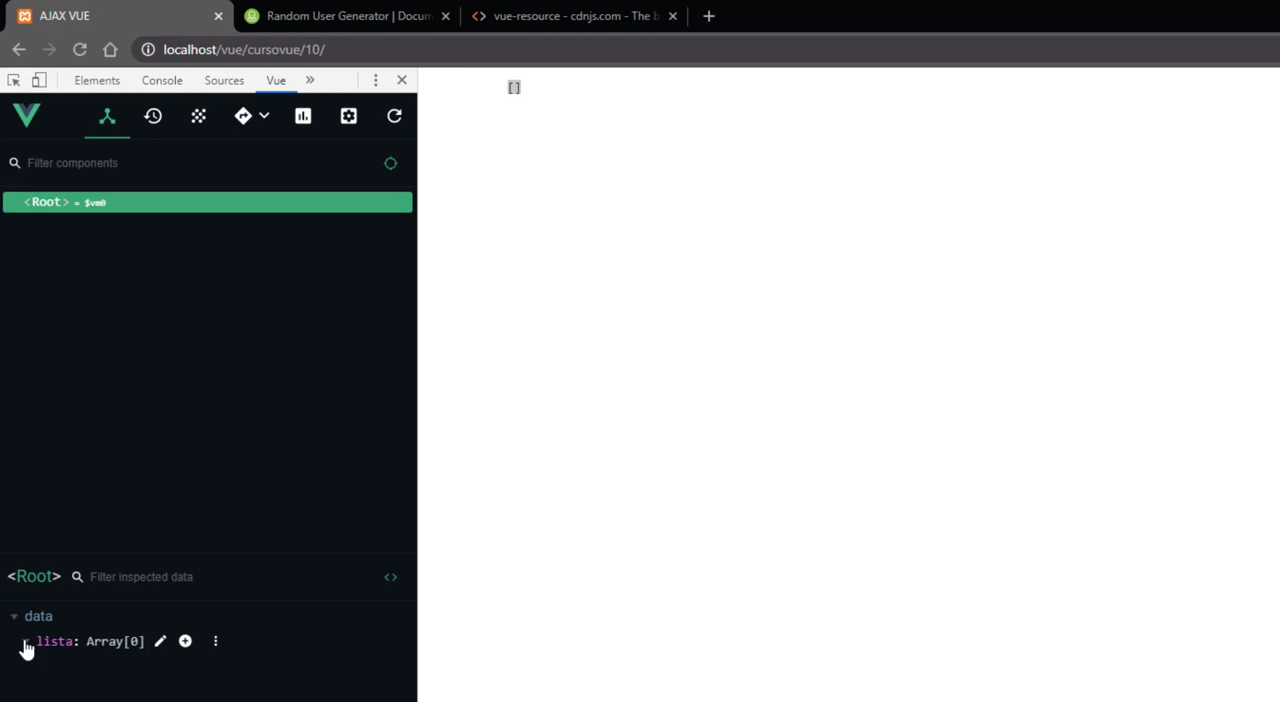 AJAX VUE
Random User Generator | Docum
vue-resource - cdnjs.com - The b
localhost/vue/cursovue/10/
Elements Console Sources Vue »
[]
Filter components
<Root> = $vm0
<Root> Filter inspected data <>
data
lista: Array[0]